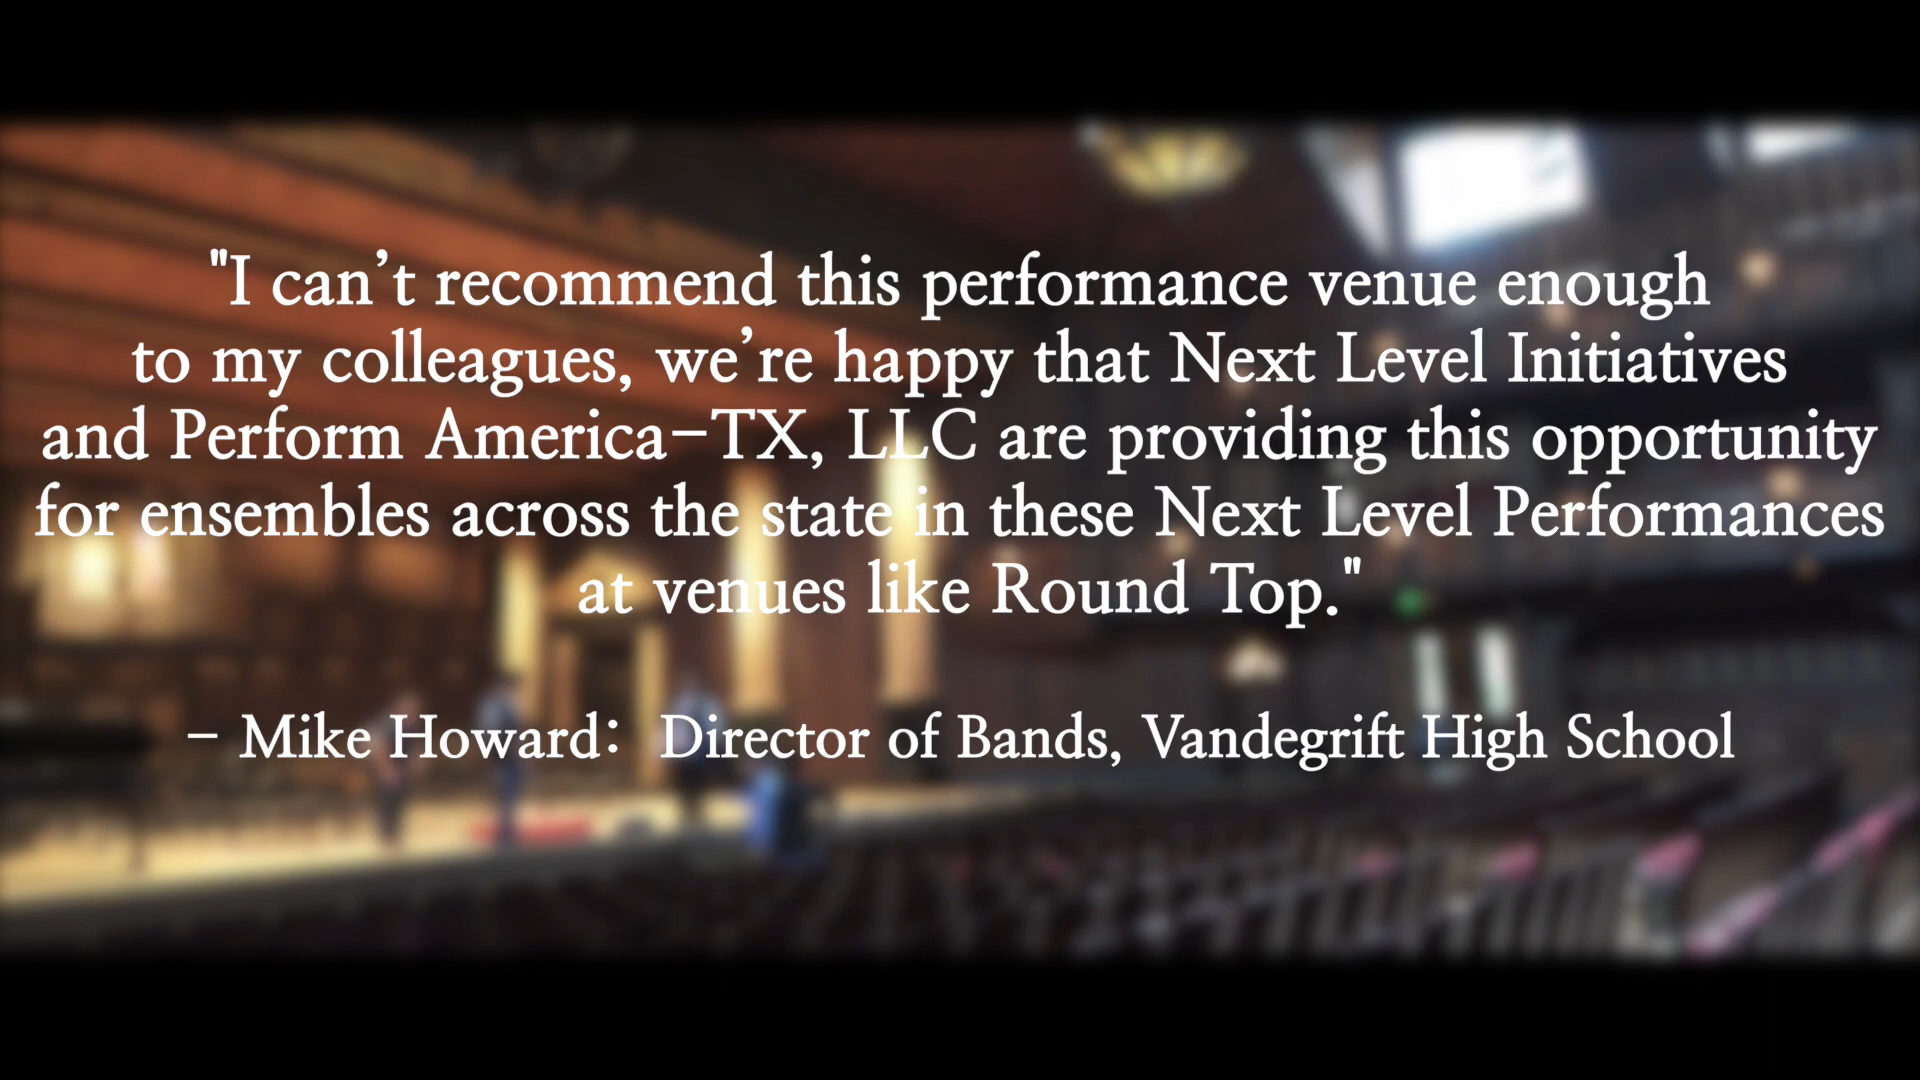 "I can’t recommend this performance venue enough
to my colleagues, we’re happy that Next Level Initiatives
and Perform America-TX, LLC are providing this opportunity
for ensembles across the state in these Next Level Performances
at venues like Round Top."
- Mike Howard:  Director of Bands, Vandegrift High School